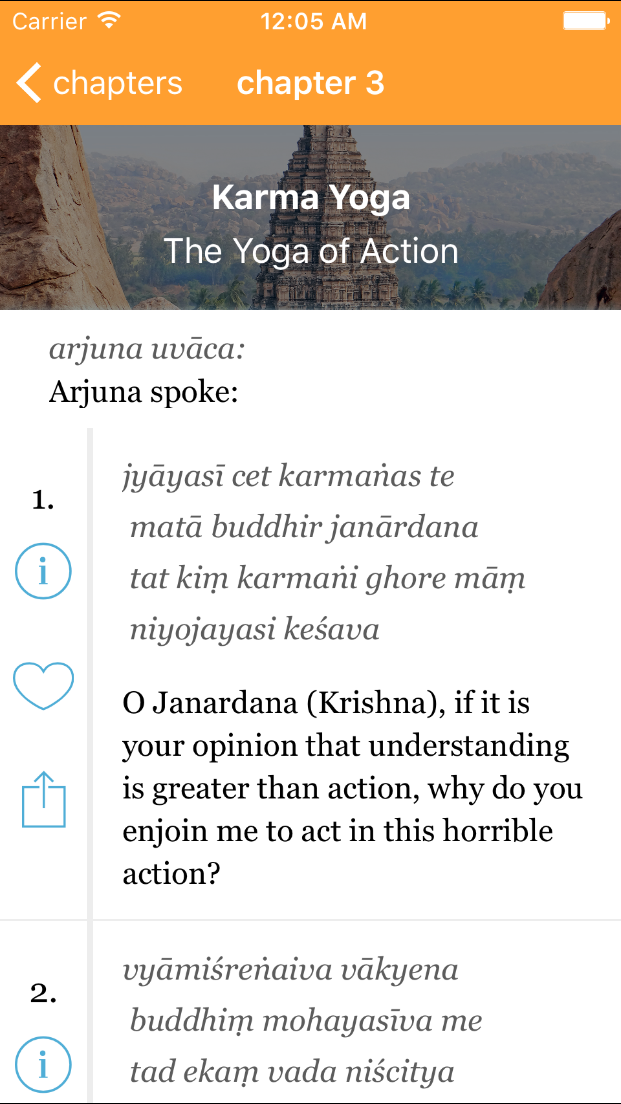 Carrier 12:05 AM
chapters chapter 3
Karma Yoga
The Yoga of Action
arjuna uvāca:
Arjuna spoke:
1.
jyāyasī cet karmaṅas te
matā buddhir janārdana
tat kiṃ karmaṅi ghore māṃ
niyojayasi keśava
O Janardana (Krishna), if it is
your opinion that understanding
is greater than action, why do you
enjoin me to act in this horrible
action?
2.
vyāmiśreṅaiva vākyena
buddhiṃ mohayasīva me
tad ekaṃ vada niścitya